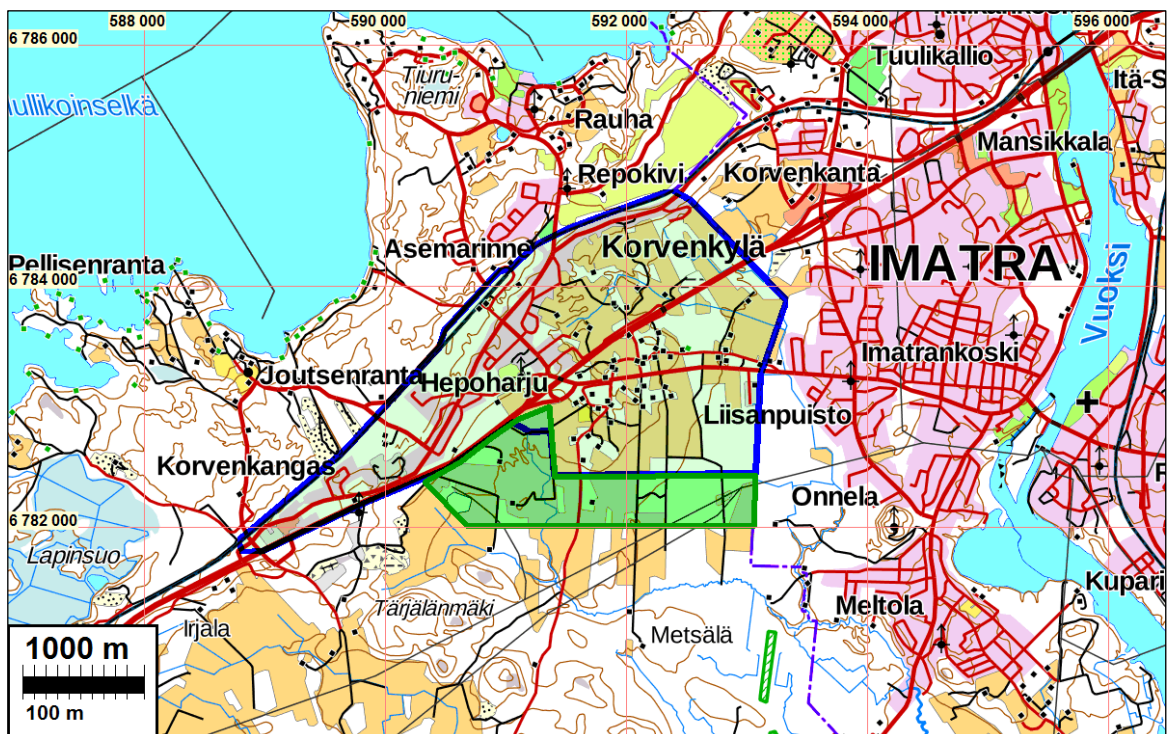 588 000
590 000
592 000
594 000
596 000
6 786 000
Tuulikallio
Itä-S
Tiuru-
niemi
ullikoinselkä
Rauha
Mansikkala
Repokivi
Korvenkanta
Asemarinne
Korvenkylä
IMATRA
Pellisenranta
6 784 000
Vuoksi
Imatrankoski
Joutsenranta
Hepoharju
Liisanpuisto
Korvenkangas
Onnela
6 782 000
Lapinsuo
Kupari
Tärjälänmäki
Meltola
Irjala
Metsälä
1000 m
100 m